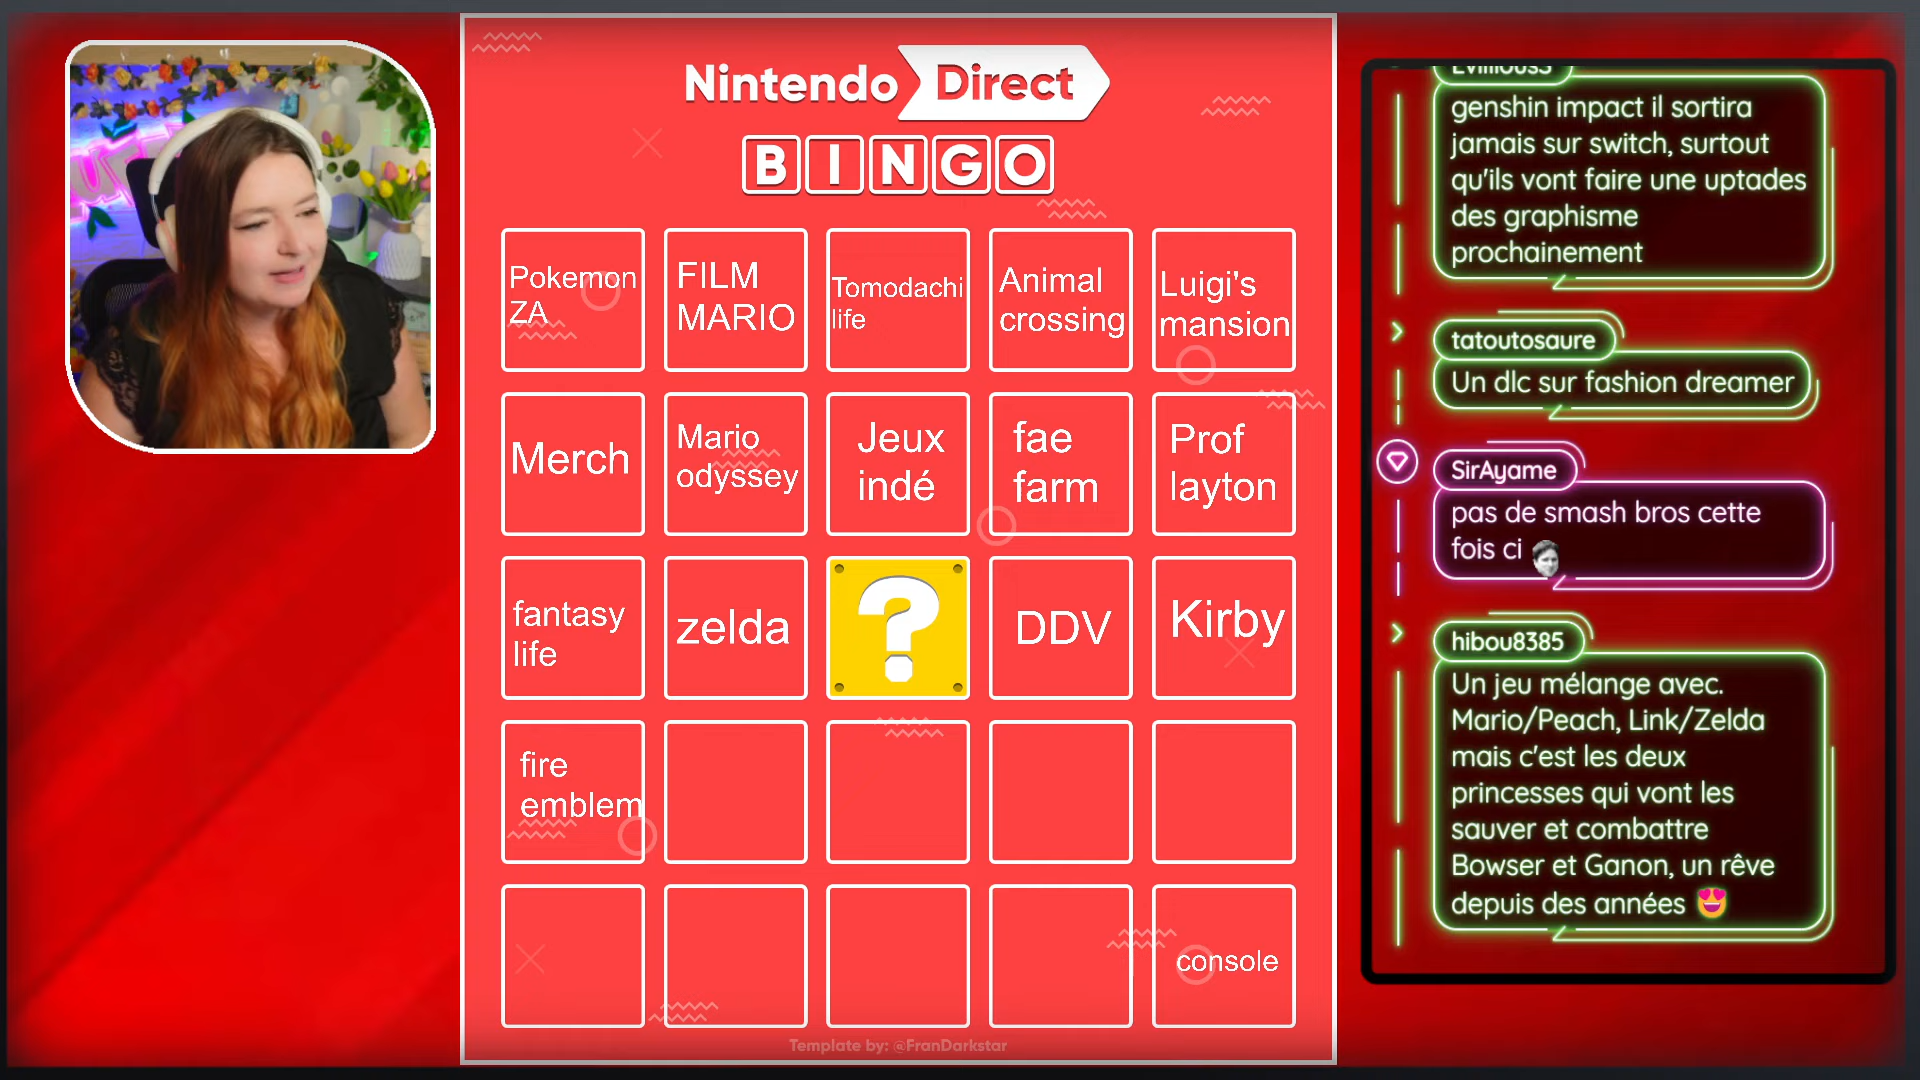 Nintendo Direct
BINGO
Pokemon
ZA
FILM
MARIO
Tomodachi
life
Animal
crossing
Luigi's
mansion
Merch
Mario
odyssey
Jeux
indé
fae
farm
Prof
layton
fantasy
life
zelda
?
DDV
Kirby
fire
emblem
console
Template by: @FranDarkstar
genshin impact il sortira
jamais sur switch, surtout
qu'ils vont faire une uptades
des graphisme
prochainement
tatoutosaure
Un dlc sur fashion dreamer
SirAyame
pas de smash bros cette
fois ci
hibou8385
Un jeu mélange avec.
Mario/Peach, Link/Zelda
mais c'est les deux
princesses qui vont les
sauver et combattre
Bowser et Ganon, un rêve
depuis des années 😍